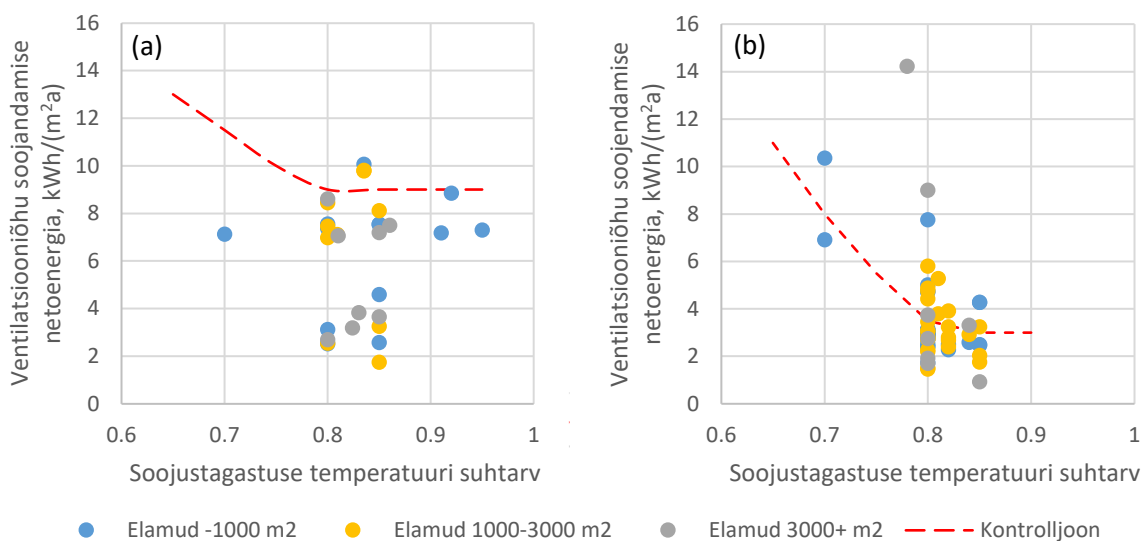 Ventilatsiooniõhu soojandamise
netoenergia, kWh/(m²a)
16
14
12
10
8
6
4
2
0
(a)
0.6
0.7
0.8
0.9
1
Soojustagastuse temperatuuri suhtarv
Ventilatsiooniõhu soojendamise
netoenergia, kWh/(m²a)
16
14
12
10
8
6
4
2
0
(b)
0.6
0.7
0.8
0.9
1
Soojustagastuse temperatuuri suhtarv
Elamud -1000 m2
Elamud 1000-3000 m2
Elamud 3000+ m2
Kontrolljoon